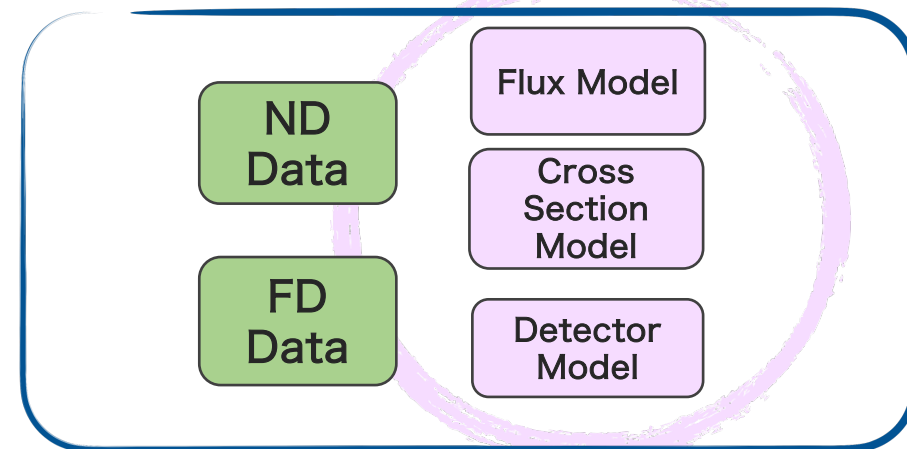 ND
Data
FD
Data
Flux Model
Cross
Section
Model
Detector
Model